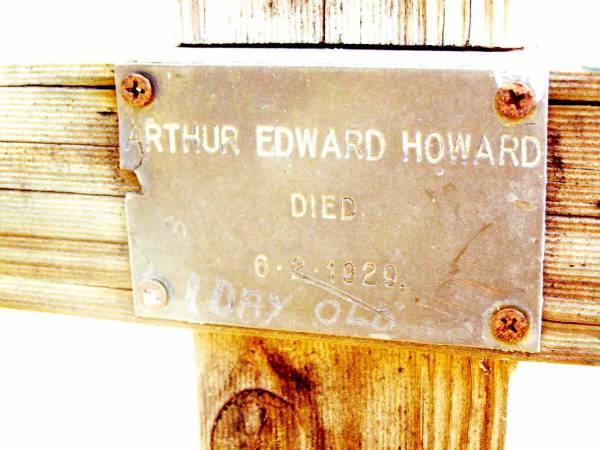 ARTHUR EDWARD HOWARD
DIED
6.2.1929.
1 DAY OLD